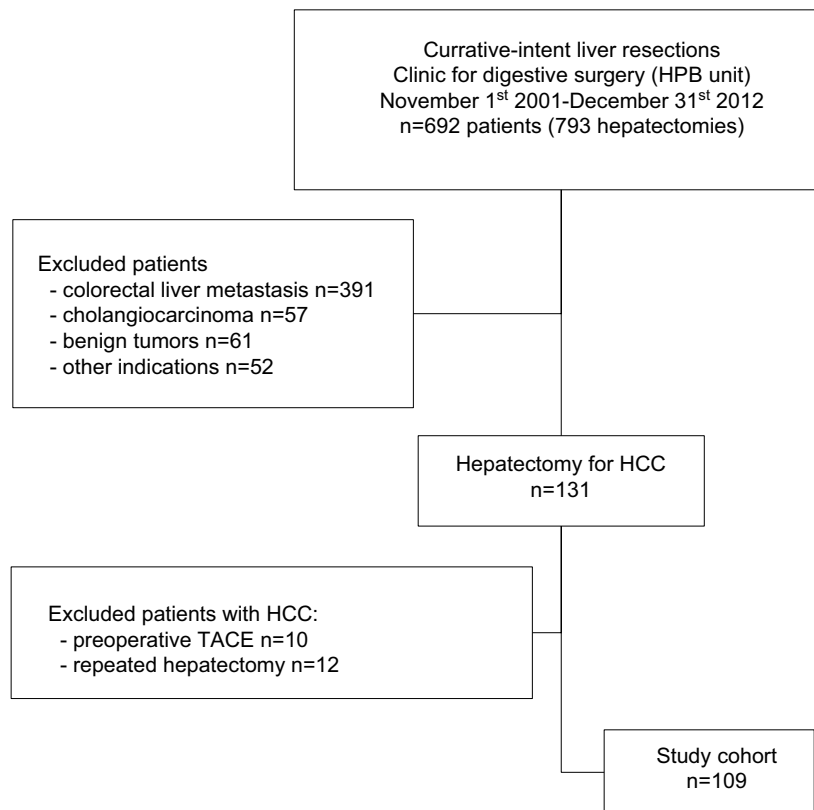 Currative-intent liver resections
Clinic for digestive surgery (HPB unit)
November 1st 2001-December 31st 2012
n=692 patients (793 hepatectomies)
Excluded patients
- colorectal liver metastasis n=391
- cholangiocarcinoma n=57
- benign tumors n=61
- other indications n=52
Hepatectomy for HCC
n=131
Excluded patients with HCC:
- preoperative TACE n=10
- repeated hepatectomy n=12
Study cohort
n=109